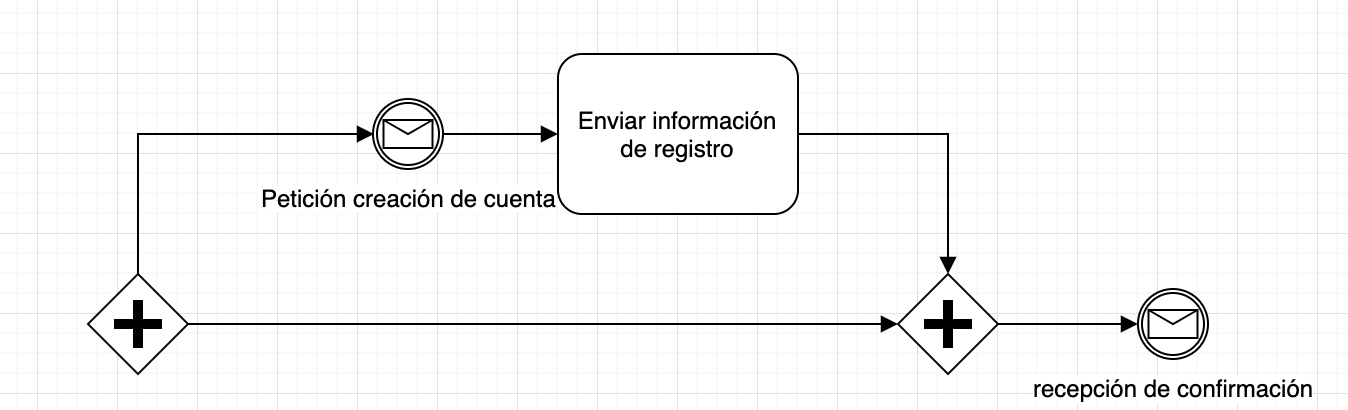 Enviar información
de registro
Petición creación de cuenta
recepción de confirmación